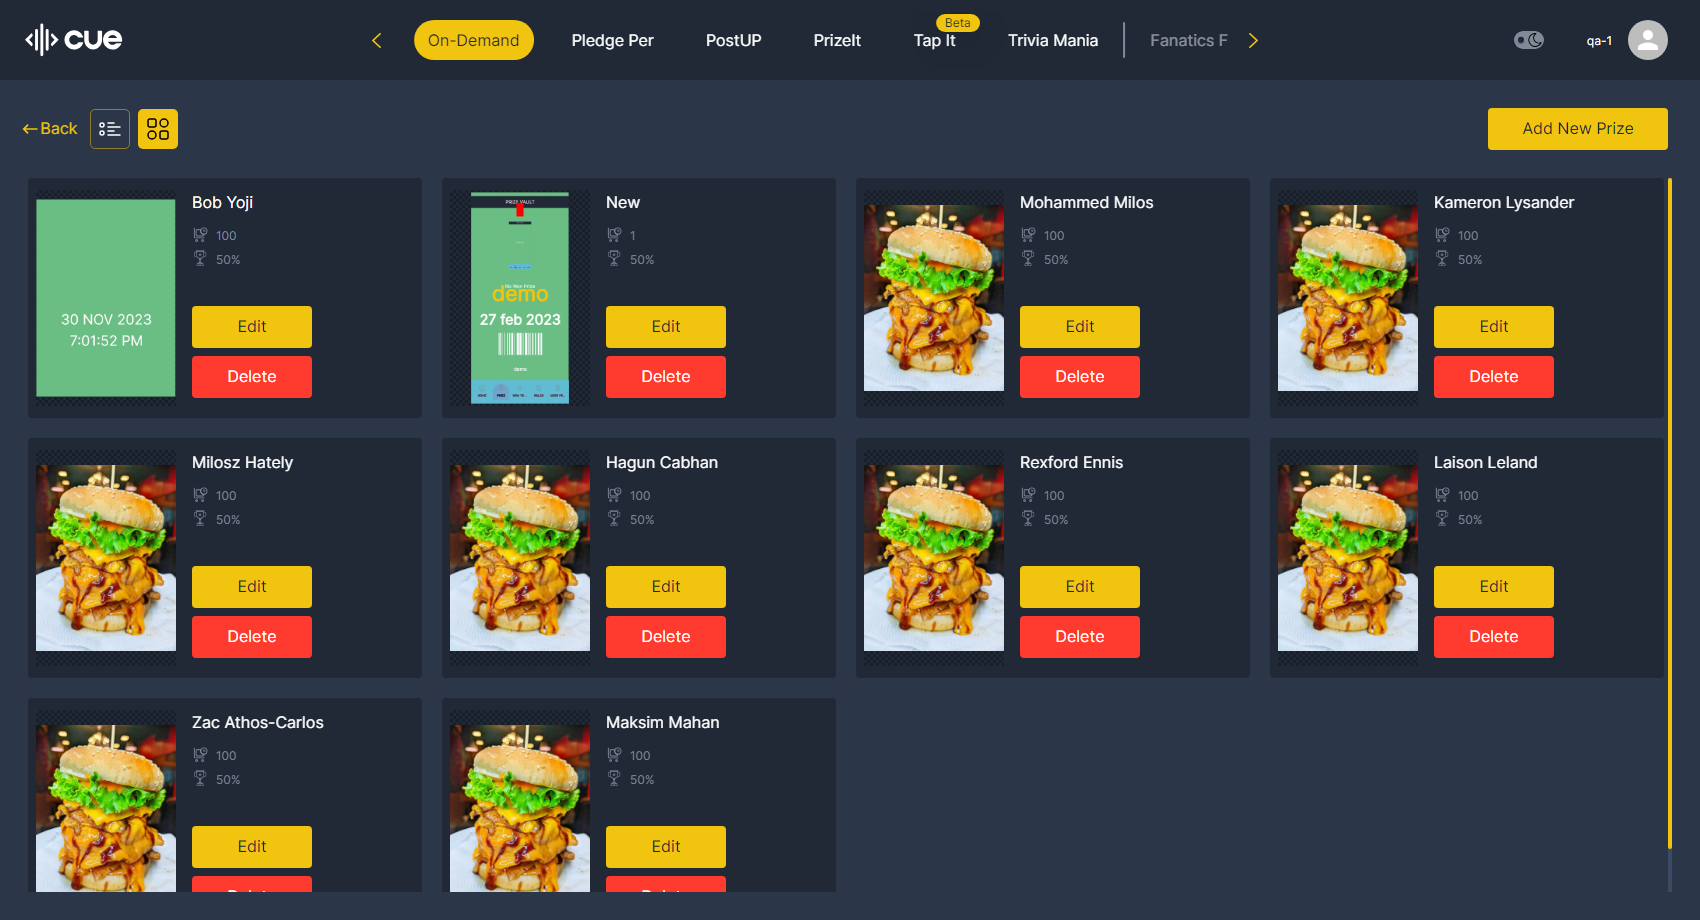 cue
On-Demand
Pledge Per
PostUP
PrizeIt
Tap It
Beta
Trivia Mania
Fanatics F
qa-1
Back
Add New Prize
Bob Yoji
100
50%
30 NOV 2023
7:01:52 PM
Edit
Delete
New
1
50%
PRIZE VAULT
demo
27 feb 2023
demo
Edit
Delete
Mohammed Milos
100
50%
Edit
Delete
Kameron Lysander
100
50%
Edit
Delete
Milosz Hately
100
50%
Edit
Delete
Hagun Cabhan
100
50%
Edit
Delete
Rexford Ennis
100
50%
Edit
Delete
Laison Leland
100
50%
Edit
Delete
Zac Athos-Carlos
100
50%
Edit
Maksim Mahan
100
50%
Edit